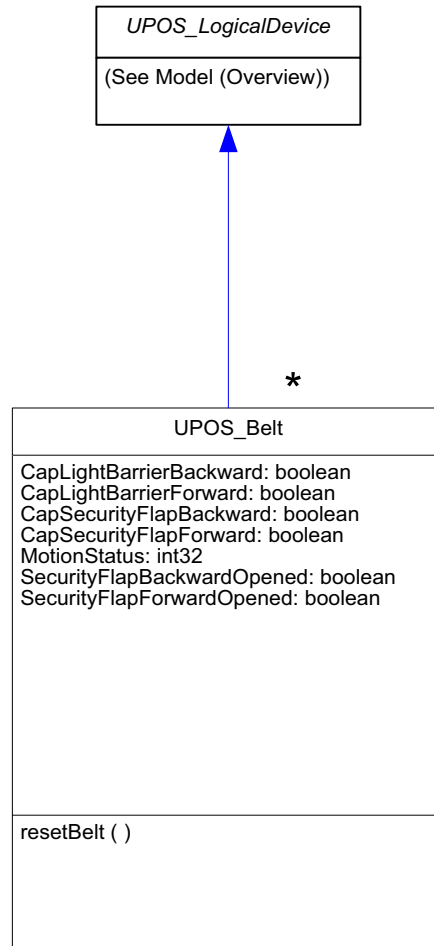 UPOS_LogicalDevice
(See Model (Overview))
*
UPOS_Belt
CapLightBarrierBackward: boolean
CapLightBarrierForward: boolean
CapSecurityFlapBackward: boolean
CapSecurityFlapForward: boolean
MotionStatus: int32
SecurityFlapBackwardOpened: boolean
SecurityFlapForwardOpened: boolean
resetBelt ( )